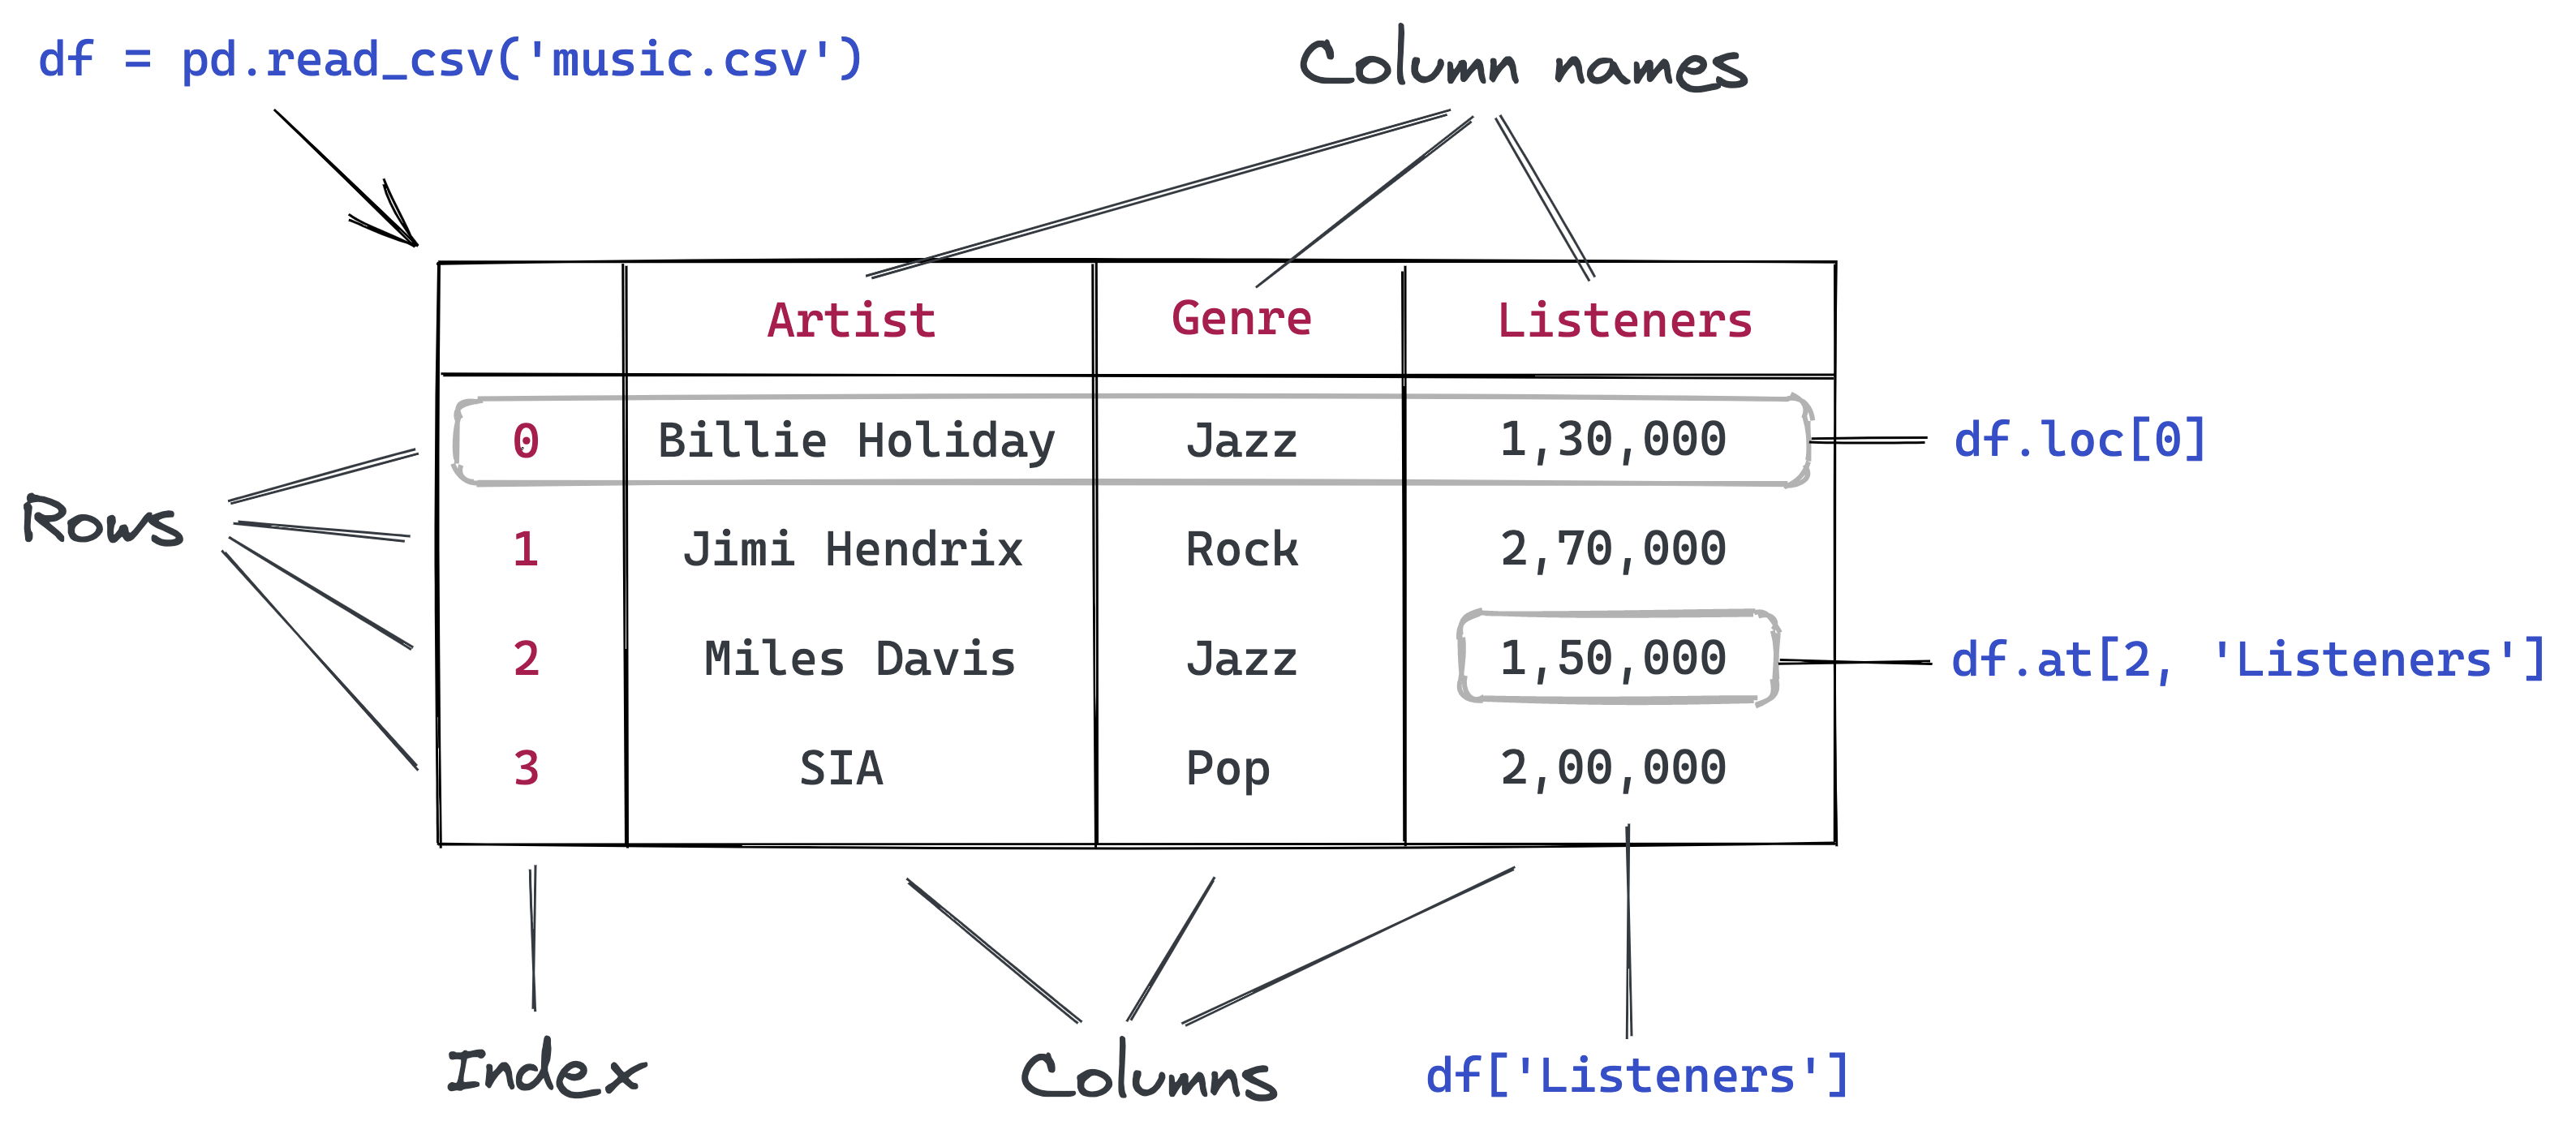 df = pd.read_csv('music.csv')
Column names
Artist Genre Listeners
0 Billie Holiday Jazz 1,30,000 df.loc[0]
Rows
1 Jimi Hendrix Rock 2,70,000
2 Miles Davis Jazz 1,50,000 df.at[2, 'Listeners']
3 SIA Pop 2,00,000
Index
Columns
df['Listeners']